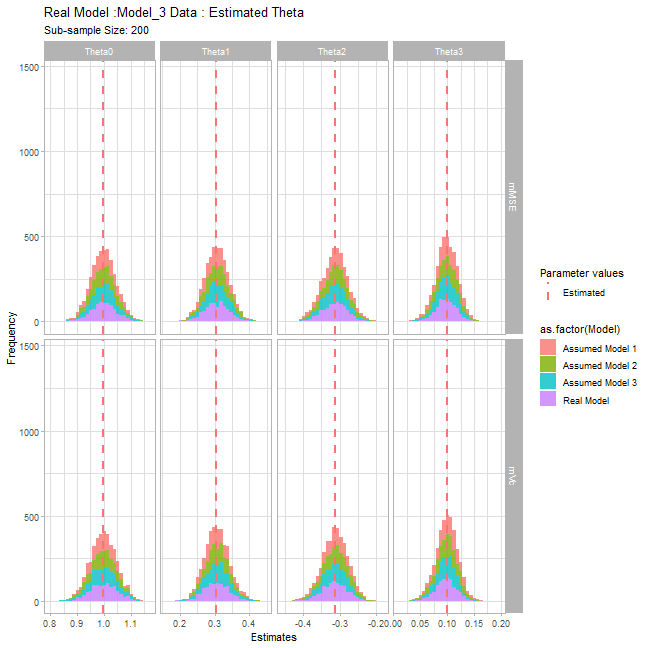 Real Model :Model_3 Data : Estimated Theta
Sub-sample Size: 200
Theta0 Theta1 Theta2 Theta3
1500
1000
500
0
mMSE
1500
1000
500
0
mVc
Frequency
0.8 0.9 1.0 1.1
0.2 0.3 0.4
-0.4 -0.3 -0.2
0.00 0.05 0.10 0.15 0.20
Estimates
Parameter values
Estimated
as.factor(Model)
Assumed Model 1
Assumed Model 2
Assumed Model 3
Real Model